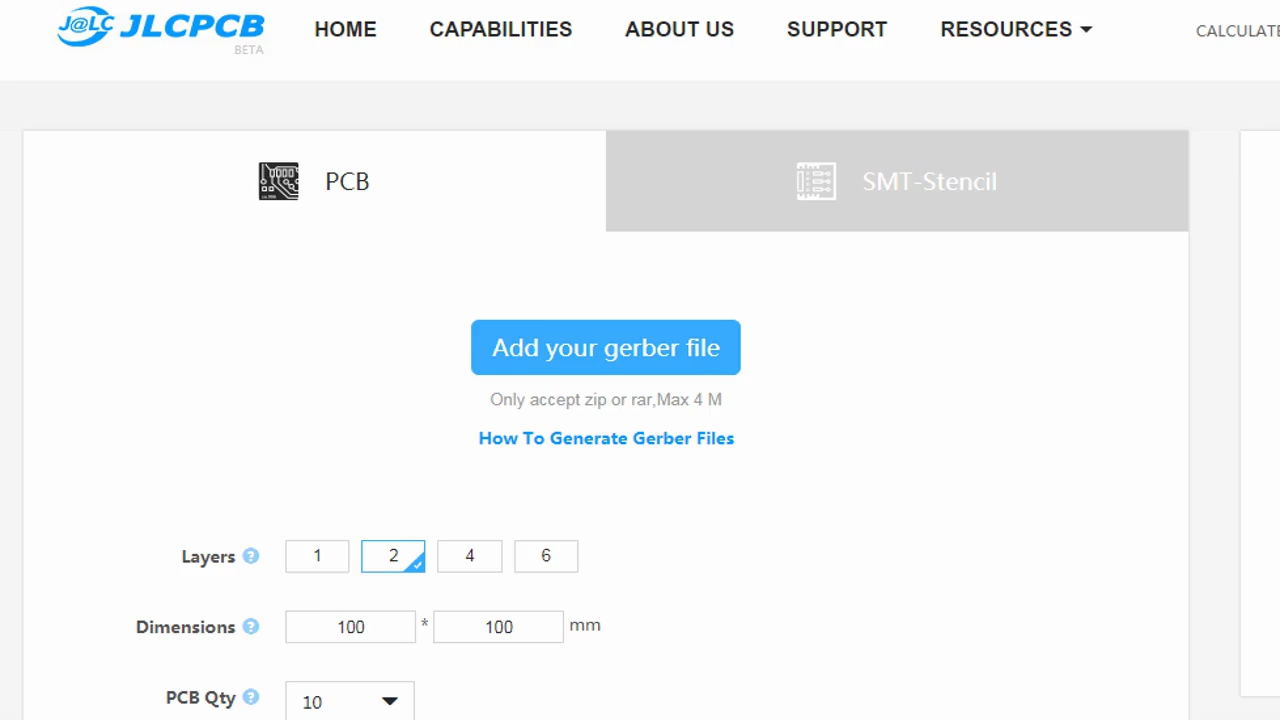 J@LC JLCPCB
BETA
HOME
CAPABILITIES
ABOUT US
SUPPORT
RESOURCES
CALCULATE
PCB
SMT-Stencil
Add your gerber file
Only accept zip or rar,Max 4 M
How To Generate Gerber Files
Layers ? 1 2 4 6
Dimensions ? 100 * 100 mm
PCB Qty ? 10